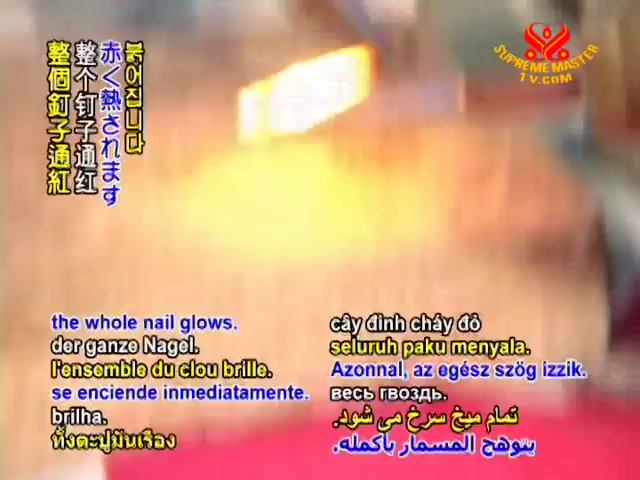 整個釘子通紅
整个钉子通红
赤く熱されます
붉어집니다
SUPREME MASTER
TV.COM
the whole nail glows.
der ganze Nagel.
l'ensemble du clou brille.
se enciende inmediatamente.
brilha.
ทั้งตะปูมันเรือง
cây đinh cháy đỏ
seluruh paku menyala.
Azonnal, az egész szög izzik.
весь гвоздь.
تمام میخ سرخ می شود.
يتوهج المسمار بأكمله.